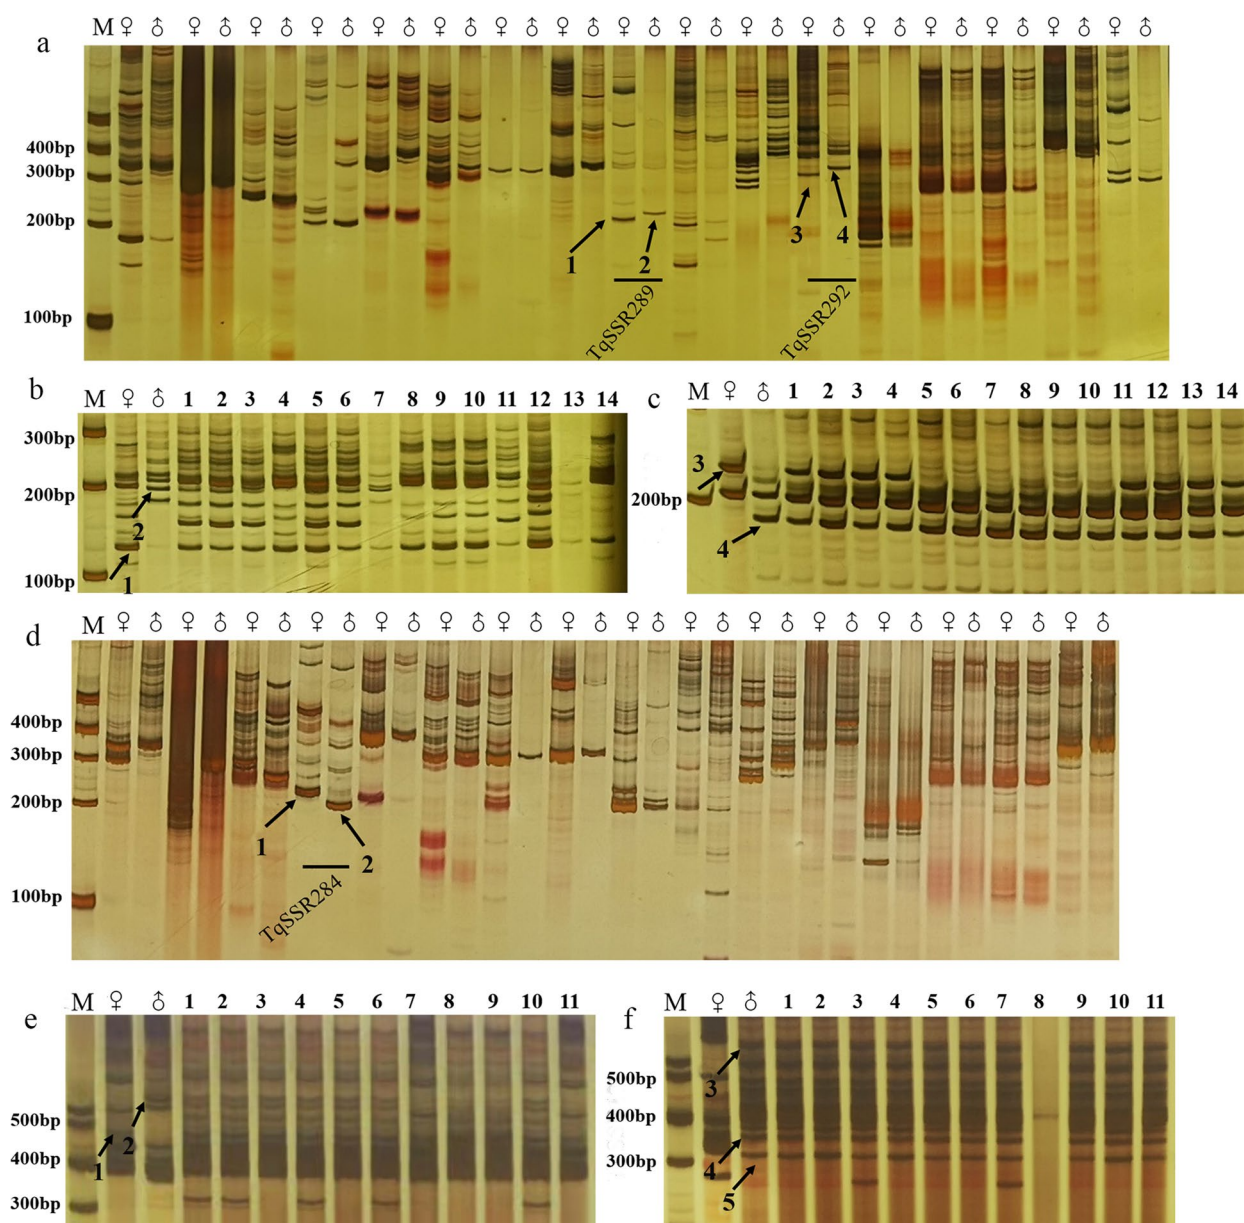 a
M ♀ ♂ ♀ ♂ ♀ ♂ ♀ ♂ ♀ ♂ ♀ ♂ ♀ ♂ ♀ ♂ ♀ ♂ ♀ ♂ ♀ ♂ ♀ ♂ ♀ ♂ ♀ ♂ ♀ ♂ ♀ ♂ ♀ ♂
400bp
300bp
200bp
100bp
1 2 3 4
TqSSR289 TqSSR292
b
M ♀ ♂ 1 2 3 4 5 6 7 8 9 10 11 12 13 14
300bp
200bp
100bp
2
1
c
M ♀ ♂ 1 2 3 4 5 6 7 8 9 10 11 12 13 14
3
200bp
4
d
M ♀ ♂ ♀ ♂ ♀ ♂ ♀ ♂ ♀ ♂ ♀ ♂ ♀ ♂ ♀ ♂ ♀ ♂ ♀ ♂ ♀ ♂ ♀ ♂ ♀ ♂ ♀ ♂ ♀ ♂ ♀ ♂
400bp
300bp
200bp
100bp
1 2
TqSSR284
e
M ♀ ♂ 1 2 3 4 5 6 7 8 9 10 11
500bp
400bp
300bp
1 2
f
M ♀ ♂ 1 2 3 4 5 6 7 8 9 10 11
3
500bp
400bp
300bp
4
5